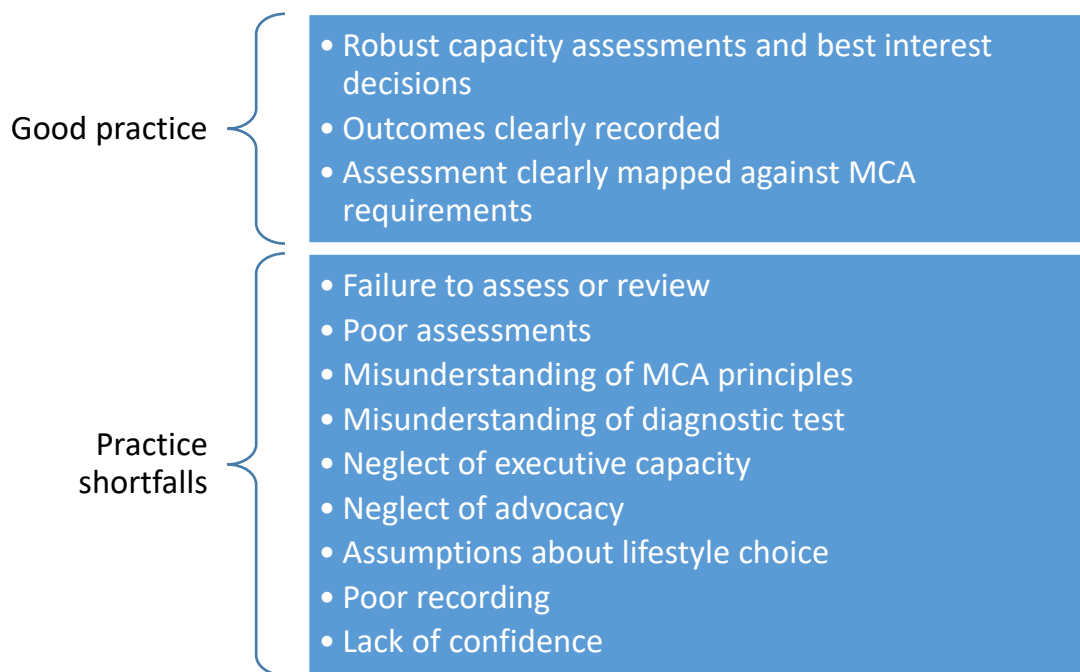 Good practice
• Robust capacity assessments and best interest
decisions
• Outcomes clearly recorded
• Assessment clearly mapped against MCA
requirements
Practice
shortfalls
• Failure to assess or review
• Poor assessments
• Misunderstanding of MCA principles
• Misunderstanding of diagnostic test
• Neglect of executive capacity
• Neglect of advocacy
• Assumptions about lifestyle choice
• Poor recording
• Lack of confidence